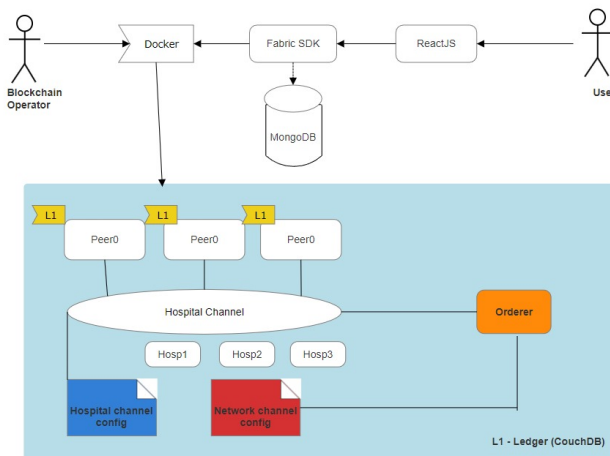 Docker
Fabric SDK
ReactJS
Blockchain
Operator
Use
MongoDB
L1
L1
L1
Peer0
Peer0
Peer0
Hospital Channel
Orderer
Hosp1
Hosp2
Hosp3
Hospital channel
config
Network channel
config
L1 - Ledger (CouchDB)